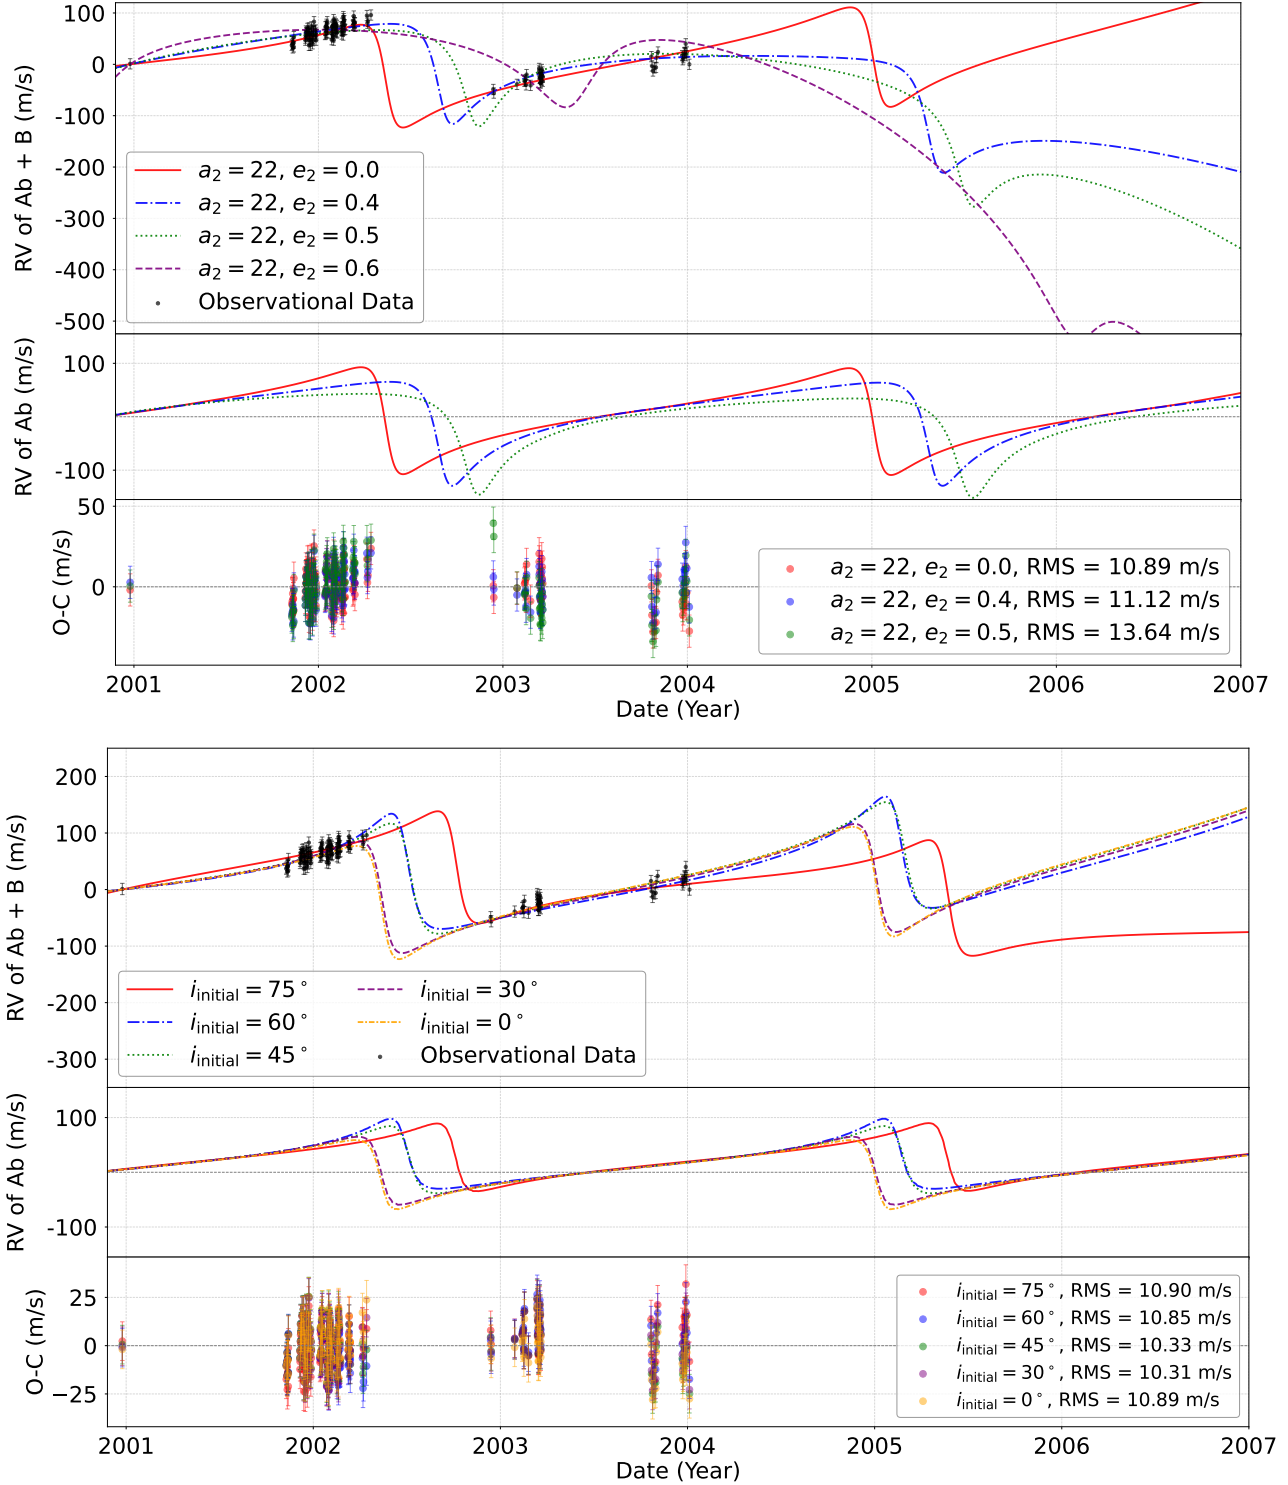 100
0
-100
-200
-300
-400
-500
RV of Ab + B (m/s)
a₂ = 22, e₂ = 0.0
a₂ = 22, e₂ = 0.4
a₂ = 22, e₂ = 0.5
a₂ = 22, e₂ = 0.6
Observational Data
100
-100
RV of Ab (m/s)
50
0
O-C (m/s)
a₂ = 22, e₂ = 0.0, RMS = 10.89 m/s
a₂ = 22, e₂ = 0.4, RMS = 11.12 m/s
a₂ = 22, e₂ = 0.5, RMS = 13.64 m/s
2001 2002 2003 2004 2005 2006 2007
Date (Year)
200
100
0
-100
-200
-300
RV of Ab + B (m/s)
i_initial = 75°
i_initial = 60°
i_initial = 45°
i_initial = 30°
i_initial = 0°
Observational Data
100
-100
RV of Ab (m/s)
25
0
−25
O-C (m/s)
i_initial = 75°, RMS = 10.90 m/s
i_initial = 60°, RMS = 10.85 m/s
i_initial = 45°, RMS = 10.33 m/s
i_initial = 30°, RMS = 10.31 m/s
i_initial = 0°, RMS = 10.89 m/s
2001 2002 2003 2004 2005 2006 2007
Date (Year)